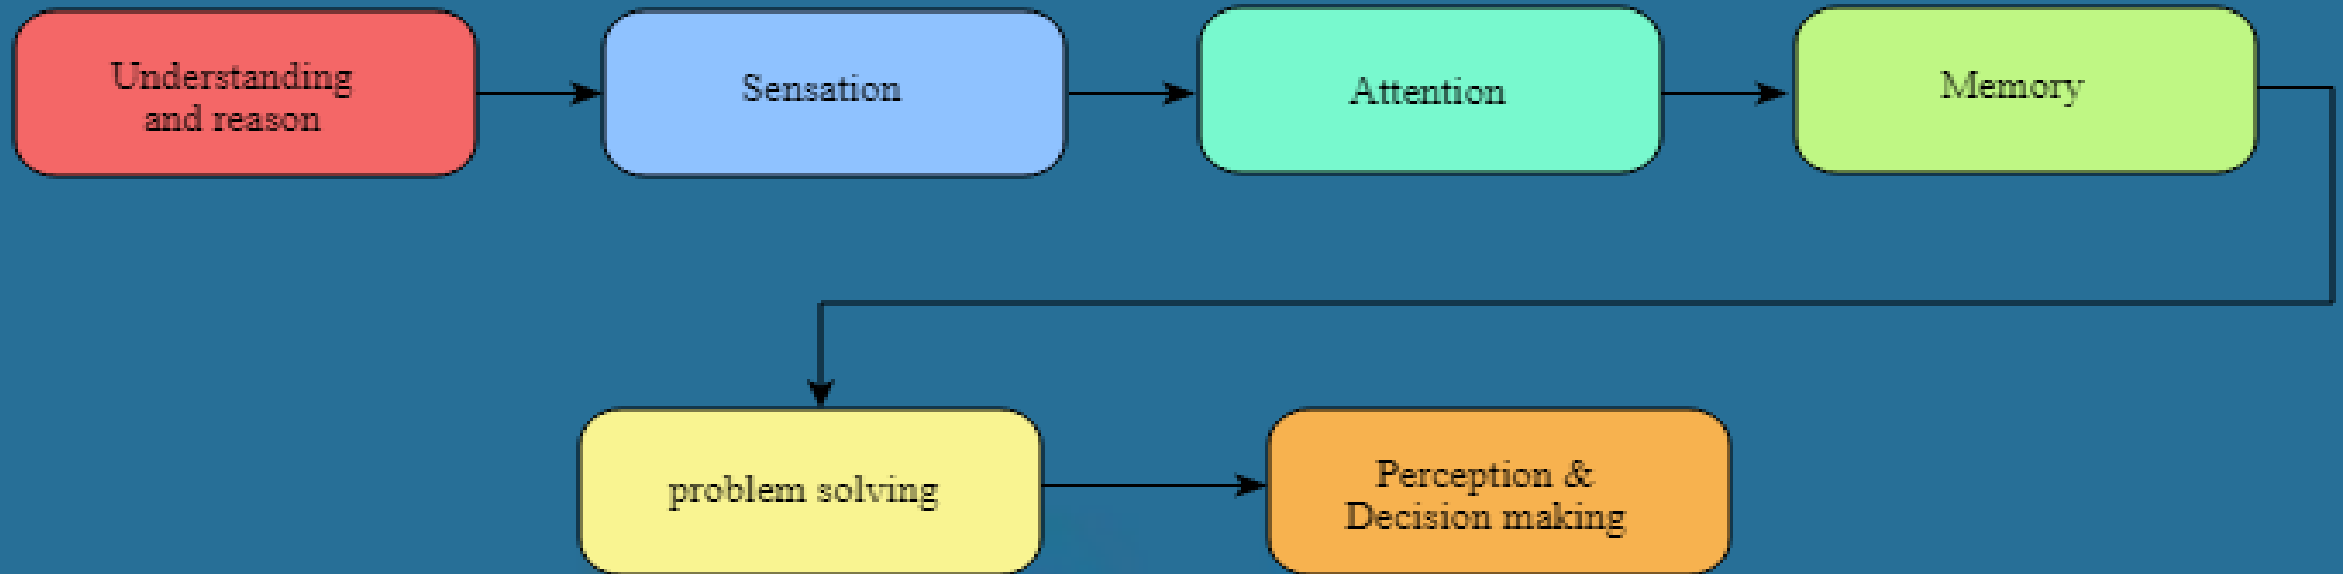 Understanding
and reason
Sensation
Attention
Memory
problem solving
Perception &
Decision making